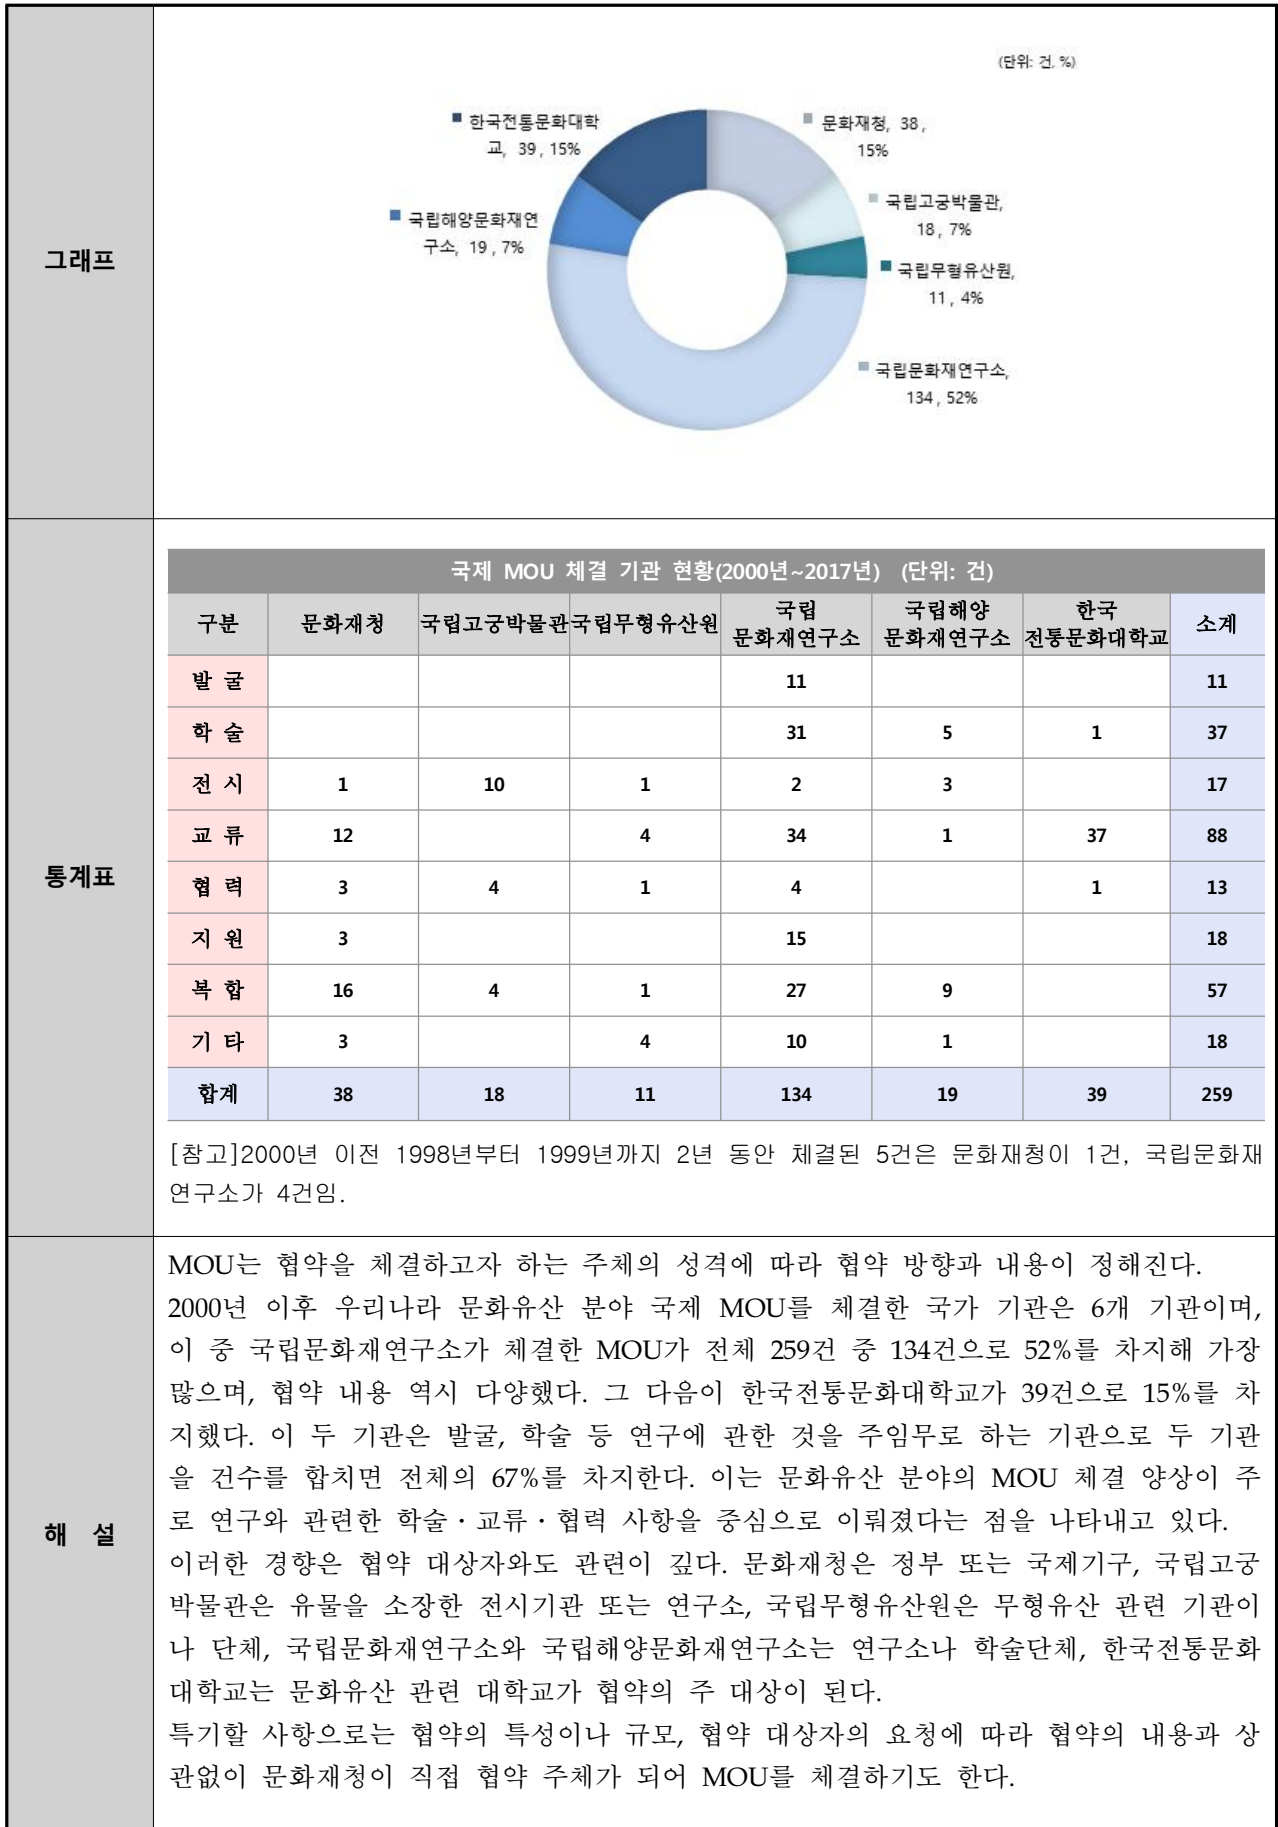 그래프
(단위: 건, %)
한국전통문화대학
교, 39 , 15%
문화재청, 38 ,
15%
국립해양문화재연
구소, 19 , 7%
국립고궁박물관,
18 , 7%
국립무형유산원,
11 , 4%
국립문화재연구소,
134 , 52%
통계표
국제 MOU 체결 기관 현황(2000년~2017년) (단위: 건)
구분 문화재청 국립고궁박물관 국립무형유산원 국립 문화재연구소 국립해양 문화재연구소 한국 전통문화대학교 소계
발 굴 11 11
학 술 31 5 1 37
전 시 1 10 1 2 3 17
교 류 12 4 34 1 37 88
협 력 3 4 1 4 1 13
지 원 3 15 18
복 합 16 4 1 27 9 57
기 타 3 4 10 1 18
합계 38 18 11 134 19 39 259
[참고]2000년 이전 1998년부터 1999년까지 2년 동안 체결된 5건은 문화재청이 1건, 국립문화재
연구소가 4건임.
해 설
MOU는 협약을 체결하고자 하는 주체의 성격에 따라 협약 방향과 내용이 정해진다.
2000년 이후 우리나라 문화유산 분야 국제 MOU를 체결한 국가 기관은 6개 기관이며,
이 중 국립문화재연구소가 체결한 MOU가 전체 259건 중 134건으로 52%를 차지해 가장
많으며, 협약 내용 역시 다양했다. 그 다음이 한국전통문화대학교가 39건으로 15%를 차
지했다. 이 두 기관은 발굴, 학술 등 연구에 관한 것을 주임무로 하는 기관으로 두 기관
을 건수를 합치면 전체의 67%를 차지한다. 이는 문화유산 분야의 MOU 체결 양상이 주
로 연구와 관련한 학술・교류・협력 사항을 중심으로 이뤄졌다는 점을 나타내고 있다.
이러한 경향은 협약 대상자와도 관련이 깊다. 문화재청은 정부 또는 국제기구, 국립고궁
박물관은 유물을 소장한 전시기관 또는 연구소, 국립무형유산원은 무형유산 관련 기관이
나 단체, 국립문화재연구소와 국립해양문화재연구소는 연구소나 학술단체, 한국전통문화
대학교는 문화유산 관련 대학교가 협약의 주 대상이 된다.
특기할 사항으로는 협약의 특성이나 규모, 협약 대상자의 요청에 따라 협약의 내용과 상
관없이 문화재청이 직접 협약 주체가 되어 MOU를 체결하기도 한다.